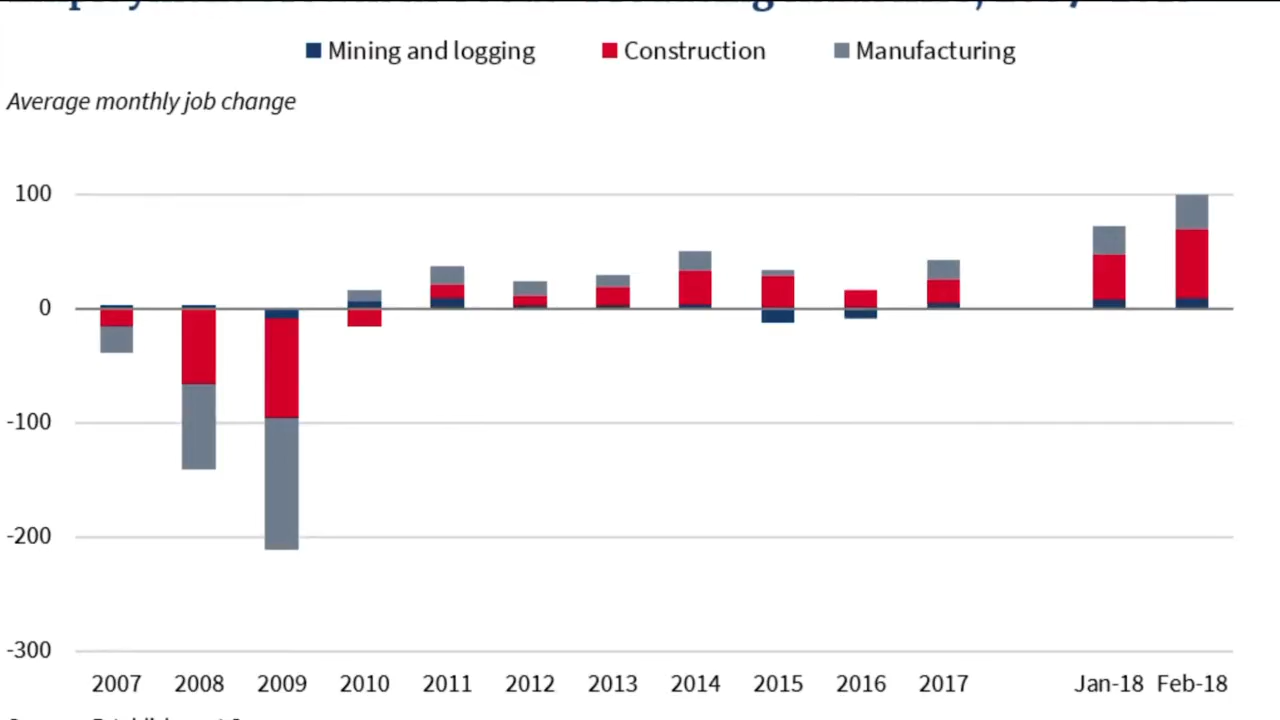 Mining and logging Construction Manufacturing
Average monthly job change
100
0
-100
-200
-300
2007 2008 2009 2010 2011 2012 2013 2014 2015 2016 2017 Jan-18 Feb-18